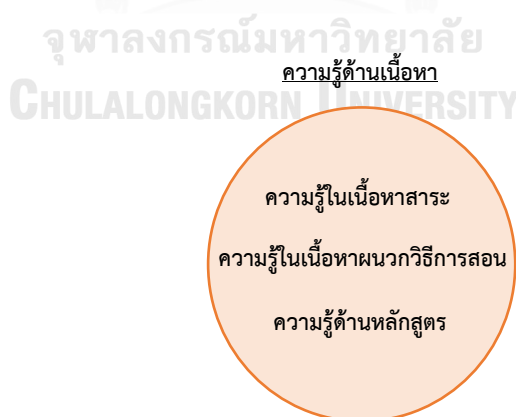 จุฬาลงกรณ์มหาวิทยาลัย
ความรู้ด้านเนื้อหา
CHULALONGKORN UNIVERSITY
ความรู้ในเนื้อหาสาระ
ความรู้ในเนื้อหาผนวกวิธีการสอน
ความรู้ด้านหลักสูตร